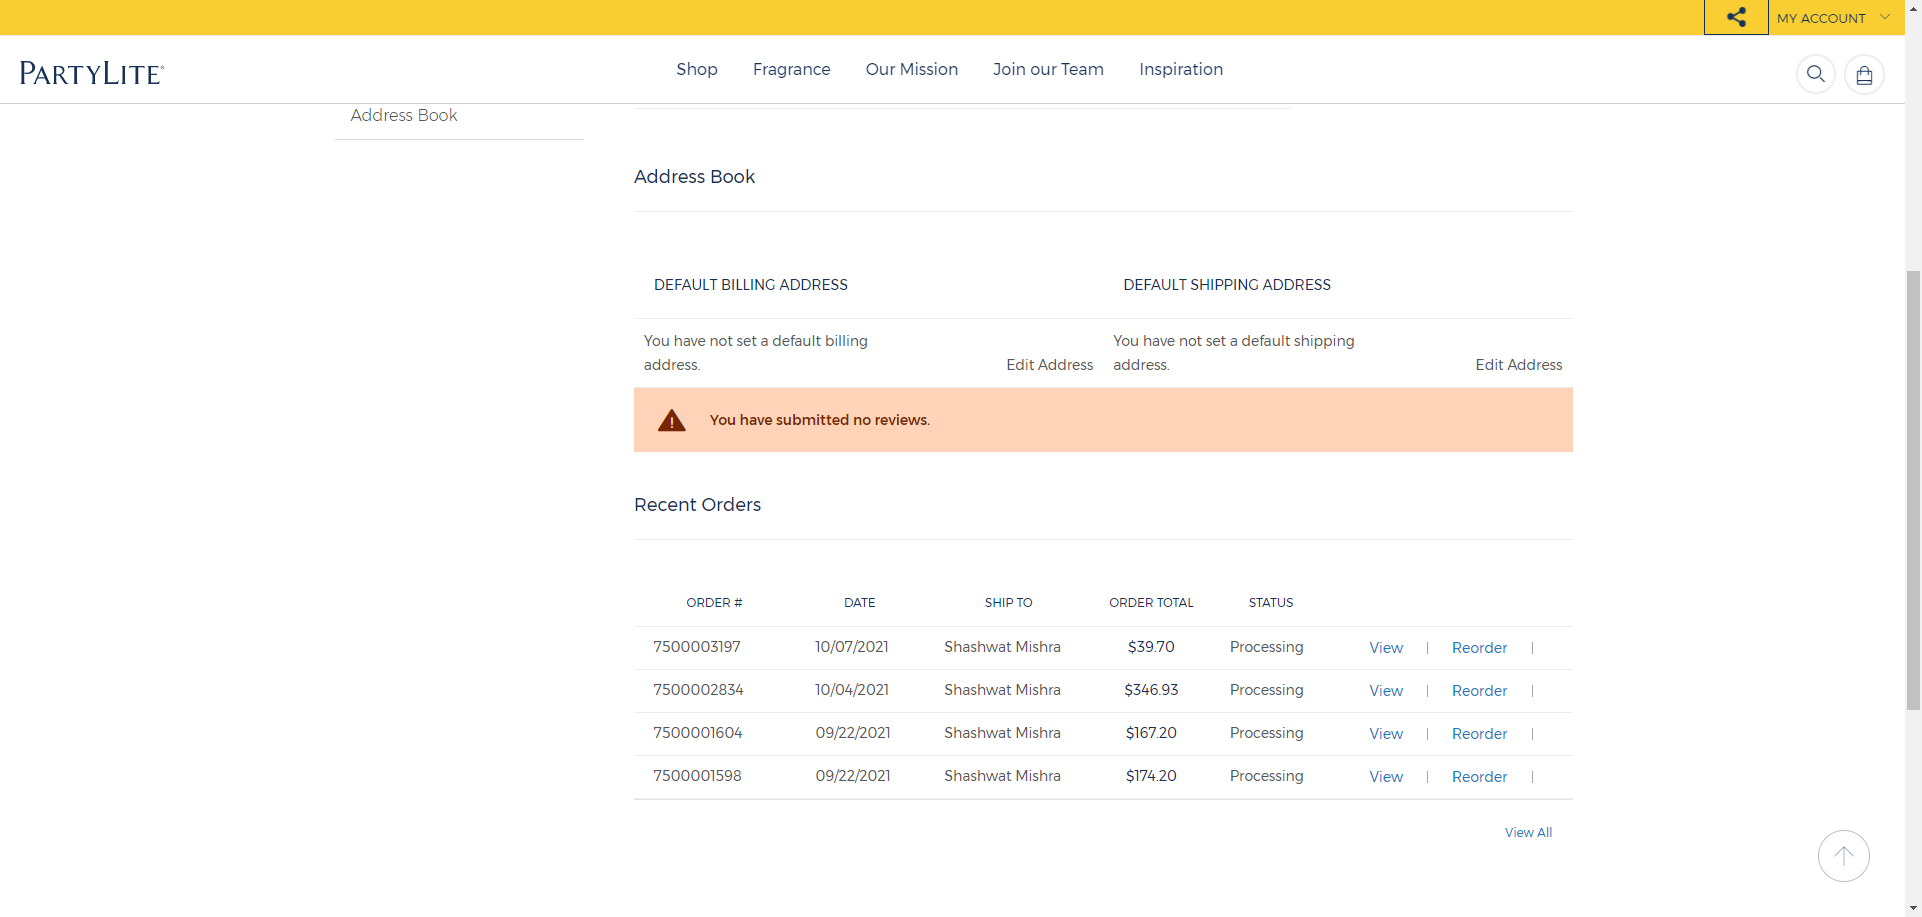 MY ACCOUNT
PARTYLITE®
Shop Fragrance Our Mission Join our Team Inspiration
Address Book
Address Book
DEFAULT BILLING ADDRESS DEFAULT SHIPPING ADDRESS
You have not set a default billing address. Edit Address
You have not set a default shipping address. Edit Address
You have submitted no reviews.
Recent Orders
ORDER # DATE SHIP TO ORDER TOTAL STATUS
7500003197 10/07/2021 Shashwat Mishra $39.70 Processing View | Reorder |
7500002834 10/04/2021 Shashwat Mishra $346.93 Processing View | Reorder |
7500001604 09/22/2021 Shashwat Mishra $167.20 Processing View | Reorder |
7500001598 09/22/2021 Shashwat Mishra $174.20 Processing View | Reorder |
View All